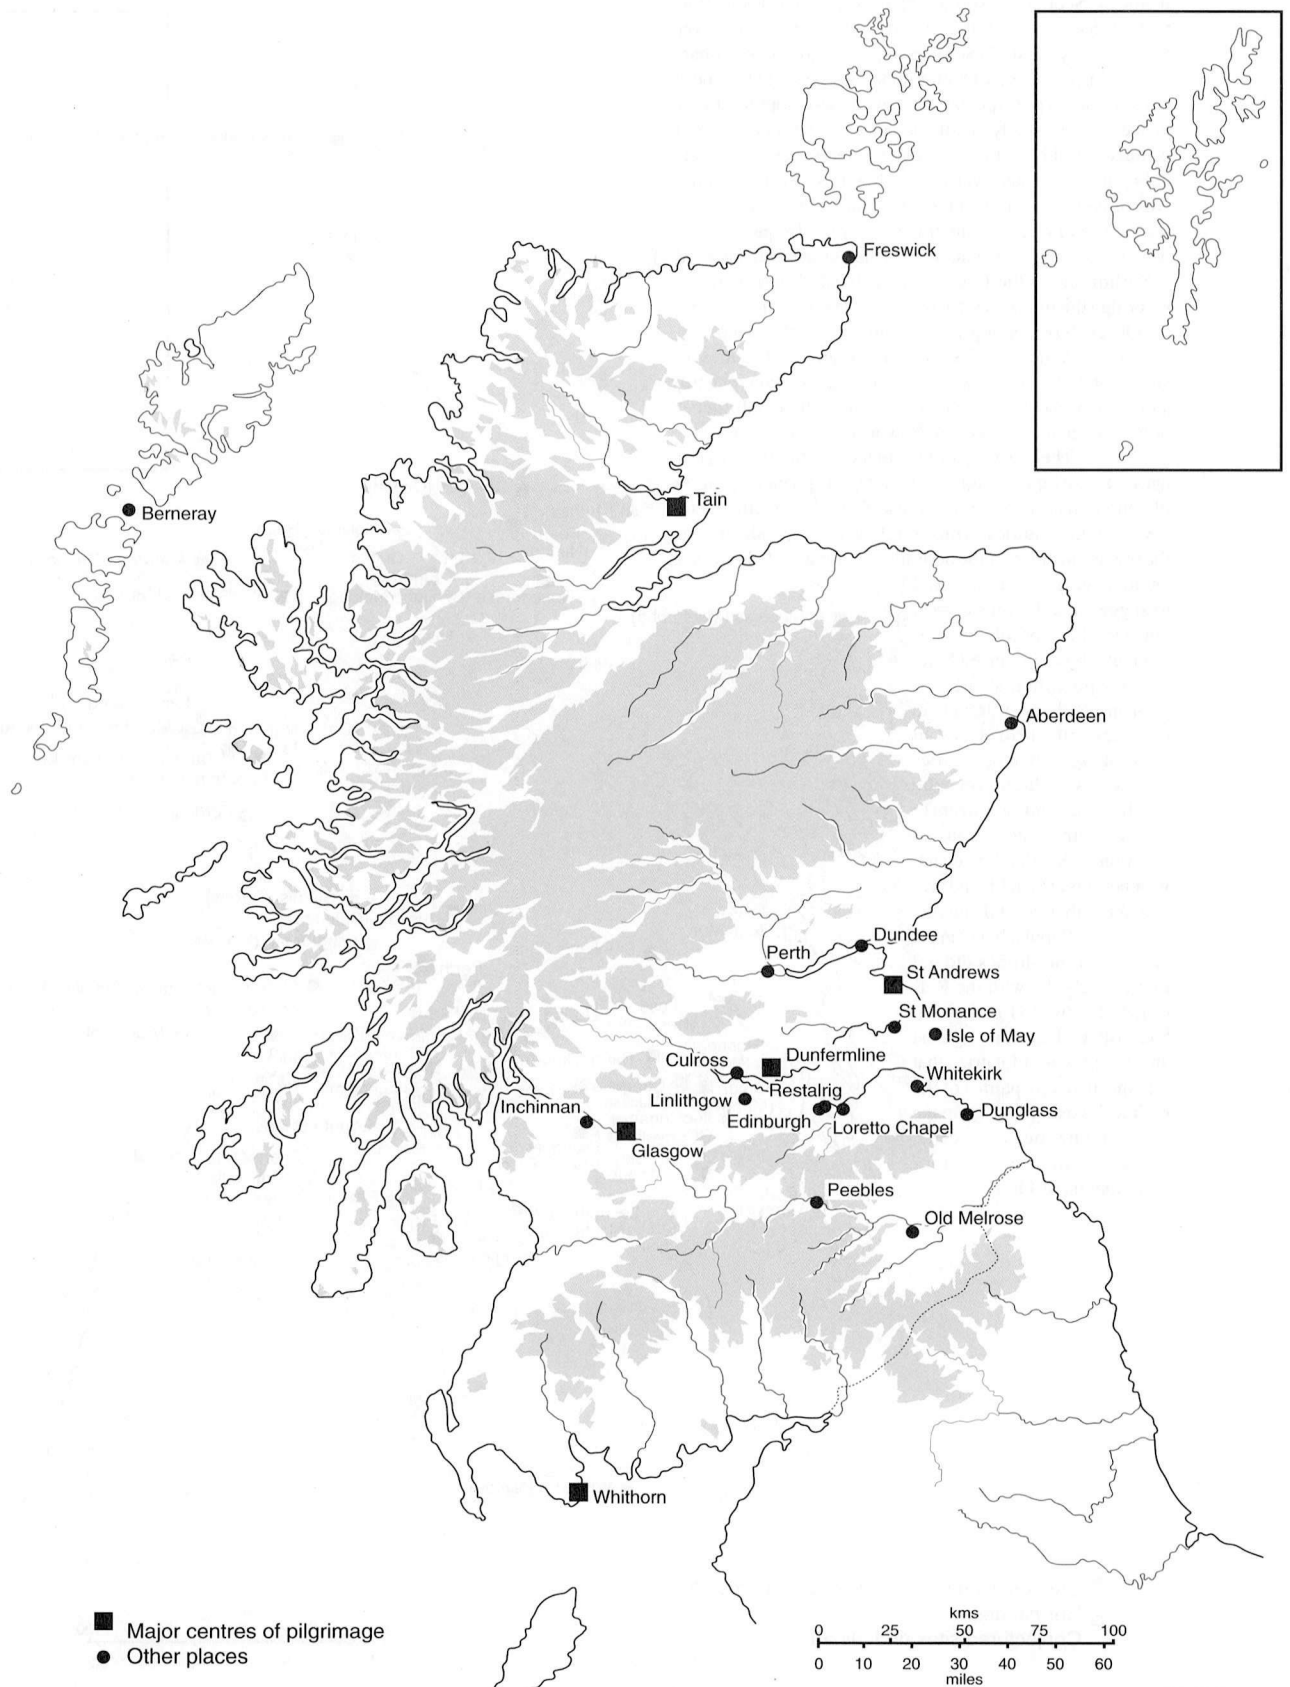 Freswick
Tain
Berneray
Aberdeen
Dundee
Perth
St Andrews
St Monance
Isle of May
Dunfermline
Culross
Whitekirk
Restalrig
Linlithgow
Inchinnan
Dunglass
Edinburgh
Loretto Chapel
Glasgow
Peebles
Old Melrose
Whithorn
Major centres of pilgrimage
Other places
kms
0 25 50 75 100
0 10 20 30 40 50 60
miles